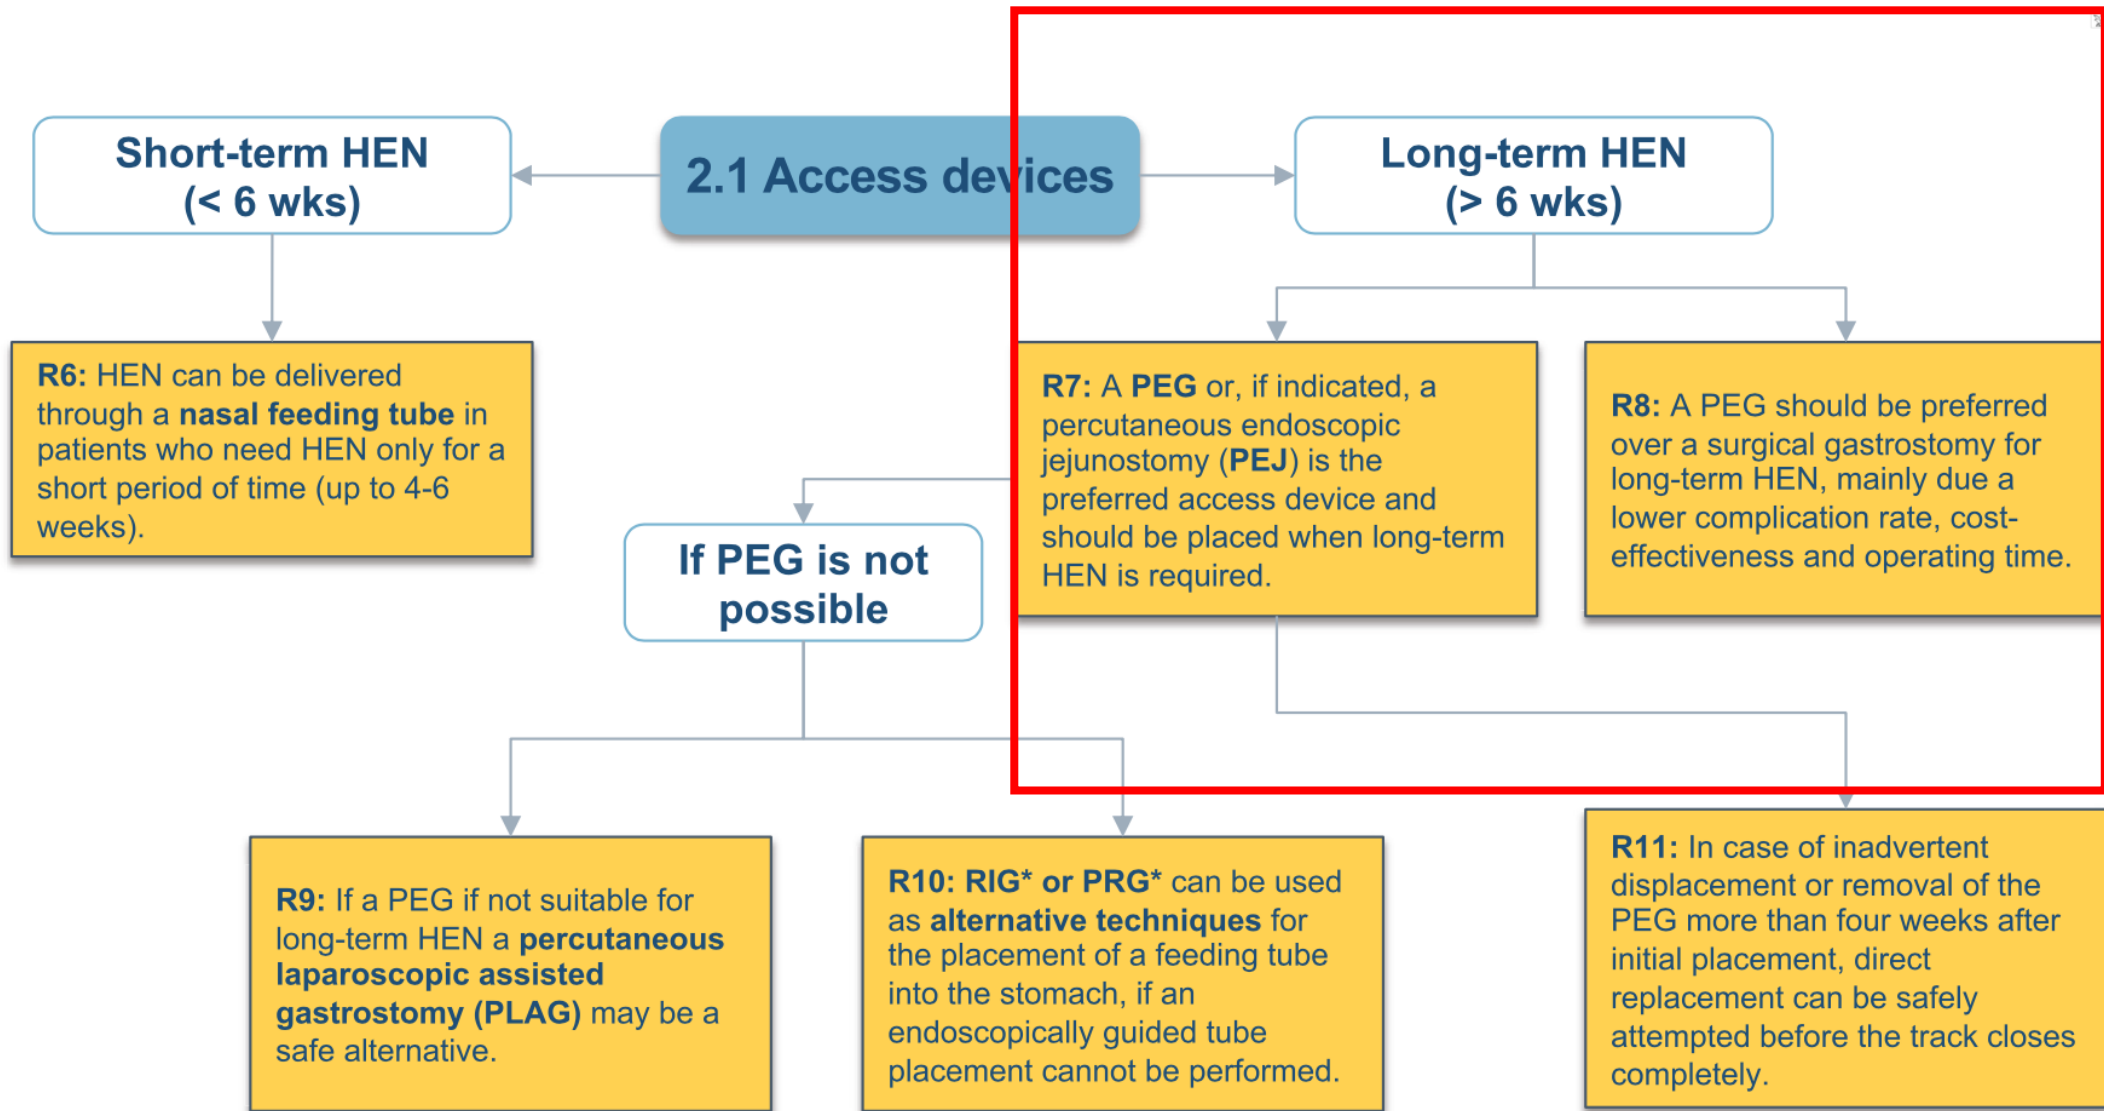 2.1 Access devices
Short-term HEN
(< 6 wks)
Long-term HEN
(> 6 wks)
R6: HEN can be delivered
through a nasal feeding tube in
patients who need HEN only for a
short period of time (up to 4-6
weeks).
R7: A PEG or, if indicated, a
percutaneous endoscopic
jejunostomy (PEJ) is the
preferred access device and
should be placed when long-term
HEN is required.
R8: A PEG should be preferred
over a surgical gastrostomy for
long-term HEN, mainly due a
lower complication rate, cost-
effectiveness and operating time.
If PEG is not
possible
R9: If a PEG if not suitable for
long-term HEN a percutaneous
laparoscopic assisted
gastrostomy (PLAG) may be a
safe alternative.
R10: RIG* or PRG* can be used
as alternative techniques for
the placement of a feeding tube
into the stomach, if an
endoscopically guided tube
placement cannot be performed.
R11: In case of inadvertent
displacement or removal of the
PEG more than four weeks after
initial placement, direct
replacement can be safely
attempted before the track closes
completely.